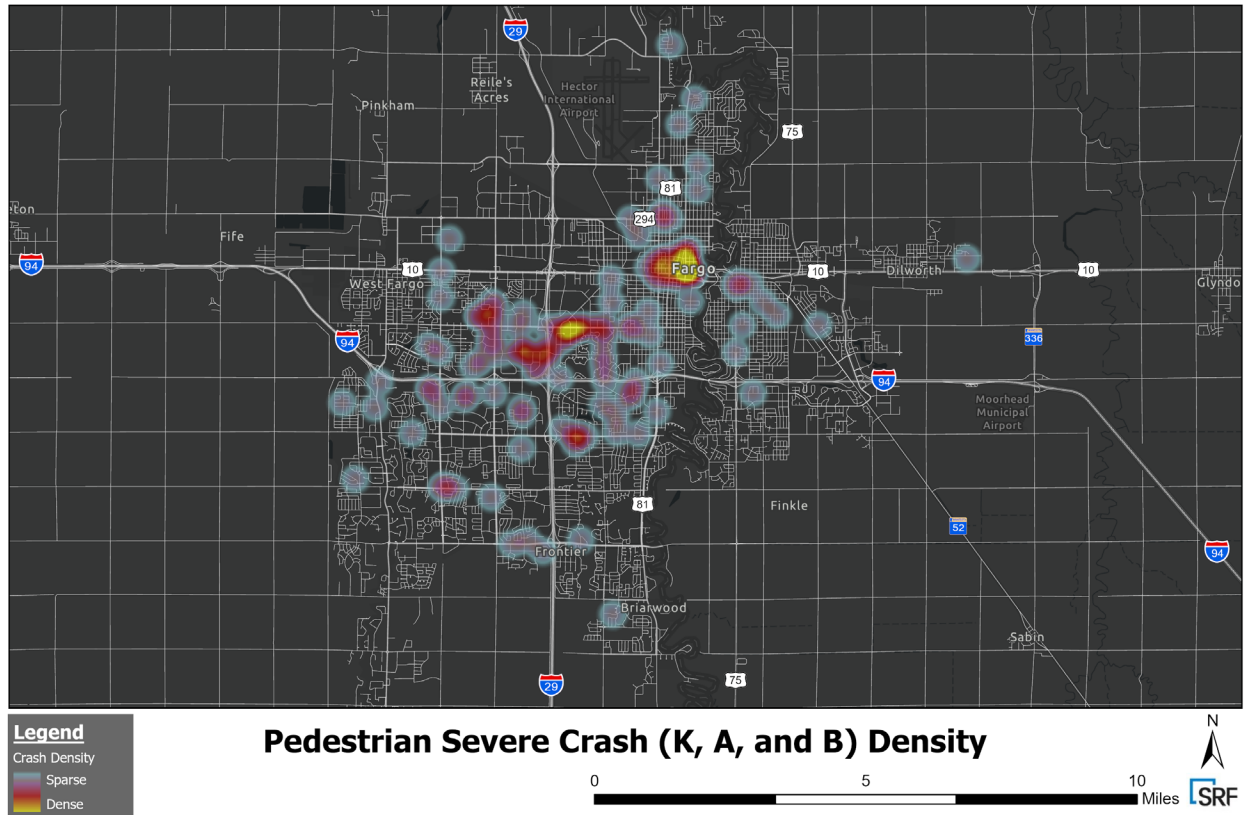 29
Reile's
Acres
Hector
International
Airport
Pinkham
75
81
eton
294
Fife
94
10
Fargo
10
Dilworth
10
West Fargo
Glyndo
94
336
94
Moorhead
Municipal
Airport
81
Finkle
52
Frontier
94
Briarwood
Sabin
29
75
Legend
Crash Density
Sparse
Dense
Pedestrian Severe Crash (K, A, and B) Density
0 5 10
Miles
N
SRF